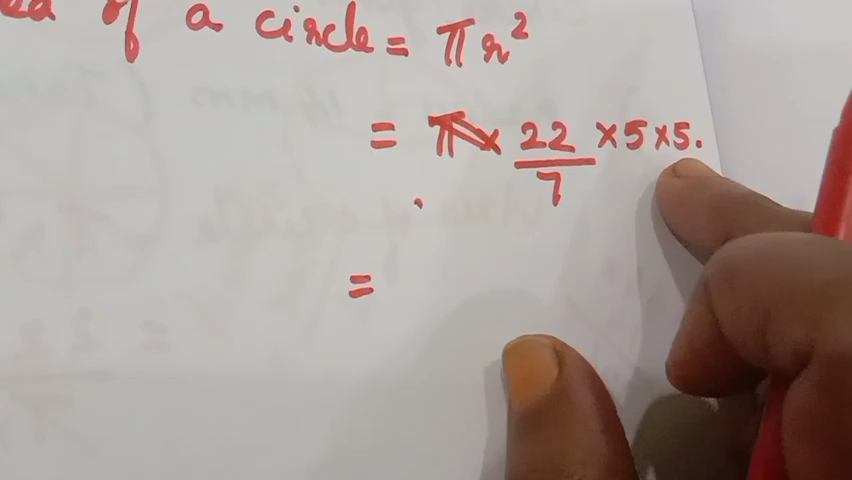 of a circle = πr²
= 22/7 ×5×5.
=